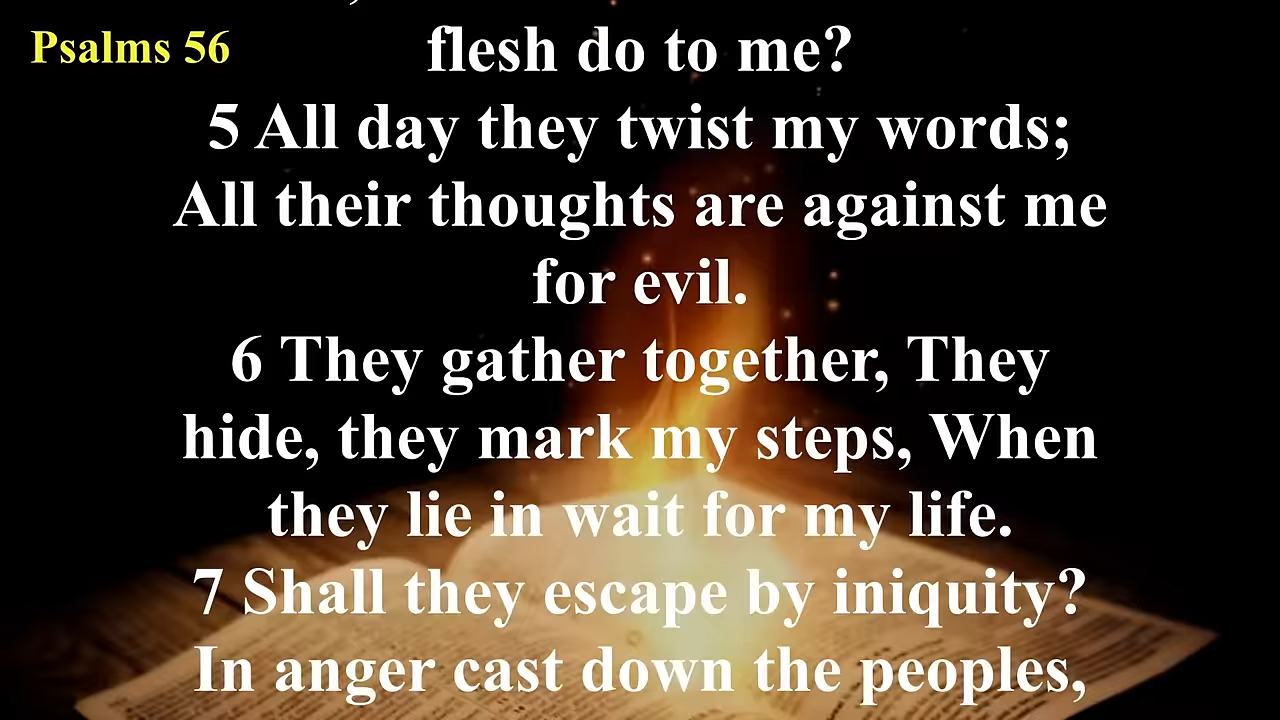 Psalms 56
flesh do to me?
5 All day they twist my words;
All their thoughts are against me
for evil.
6 They gather together, They
hide, they mark my steps, When
they lie in wait for my life.
7 Shall they escape by iniquity?
In anger cast down the peoples,